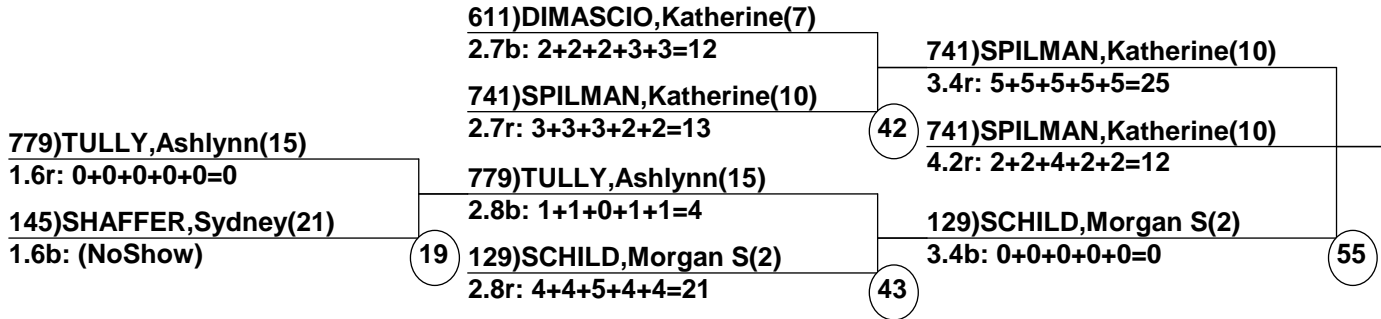 611)DIMASCIO,Katherine(7)
2.7b: 2+2+2+3+3=12
741)SPILMAN,Katherine(10)
3.4r: 5+5+5+5+5=25
741)SPILMAN,Katherine(10)
2.7r: 3+3+3+2+2=13
42
741)SPILMAN,Katherine(10)
4.2r: 2+2+4+2+2=12
779)TULLY,Ashlynn(15)
1.6r: 0+0+0+0+0=0
779)TULLY,Ashlynn(15)
2.8b: 1+1+0+1+1=4
145)SHAFFER,Sydney(21)
1.6b: (NoShow)
19
129)SCHILD,Morgan S(2)
3.4b: 0+0+0+0+0=0
55
129)SCHILD,Morgan S(2)
2.8r: 4+4+5+4+4=21
43